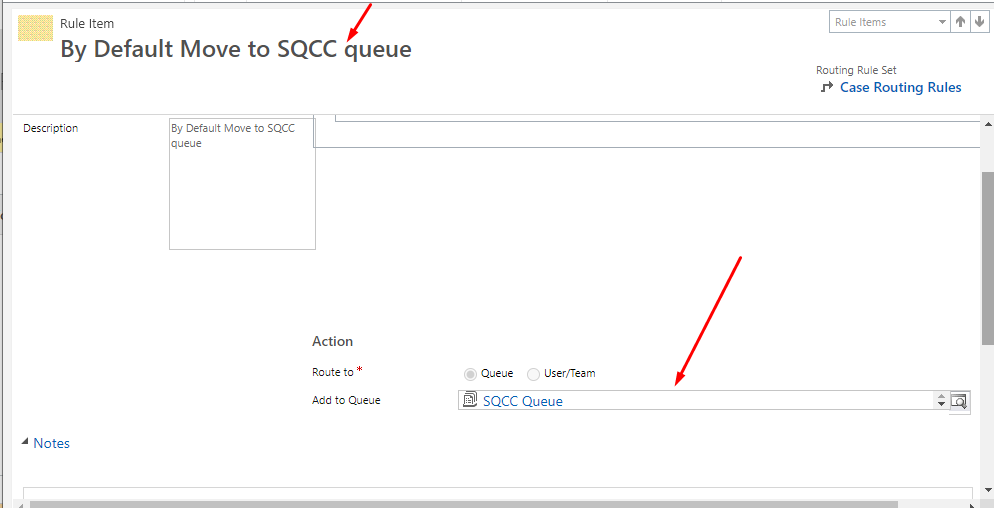 Rule Item
By Default Move to SQCC queue
Rule Items
Routing Rule Set
Case Routing Rules
Description
By Default Move to SQCC
queue
Action
Route to *
Queue
User/Team
Add to Queue
SQCC Queue
Notes